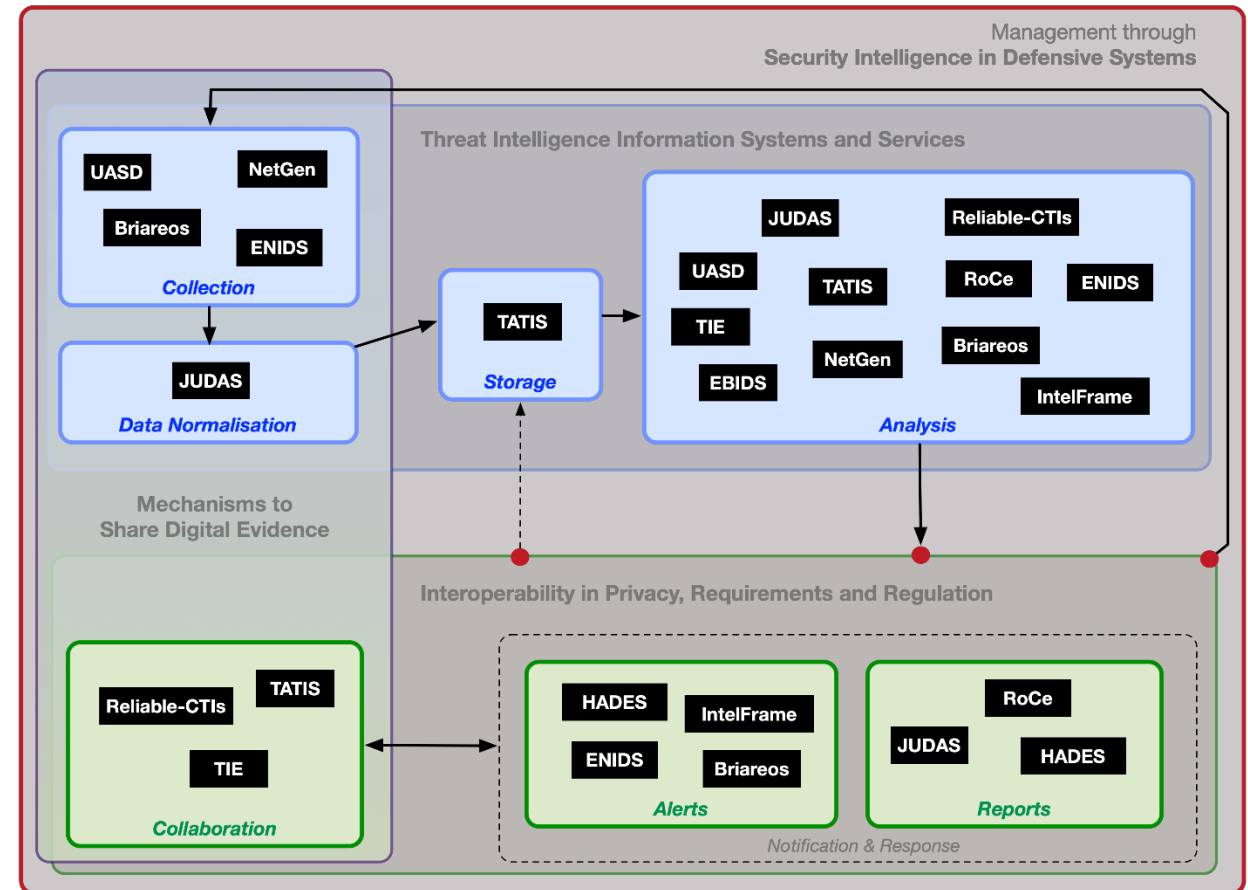 Management through
Security Intelligence in Defensive Systems
Threat Intelligence Information Systems and Services
UASD
NetGen
Briareos
ENIDS
Collection
JUDAS
Data Normalisation
TATIS
Storage
JUDAS
Reliable-CTIs
UASD
TATIS
RoCe
ENIDS
TIE
NetGen
Briareos
EBIDS
IntelFrame
Analysis
Mechanisms to
Share Digital Evidence
Interoperability in Privacy, Requirements and Regulation
Reliable-CTIs
TATIS
TIE
Collaboration
HADES
IntelFrame
ENIDS
Briareos
Alerts
RoCe
JUDAS
HADES
Reports
Notification & Response